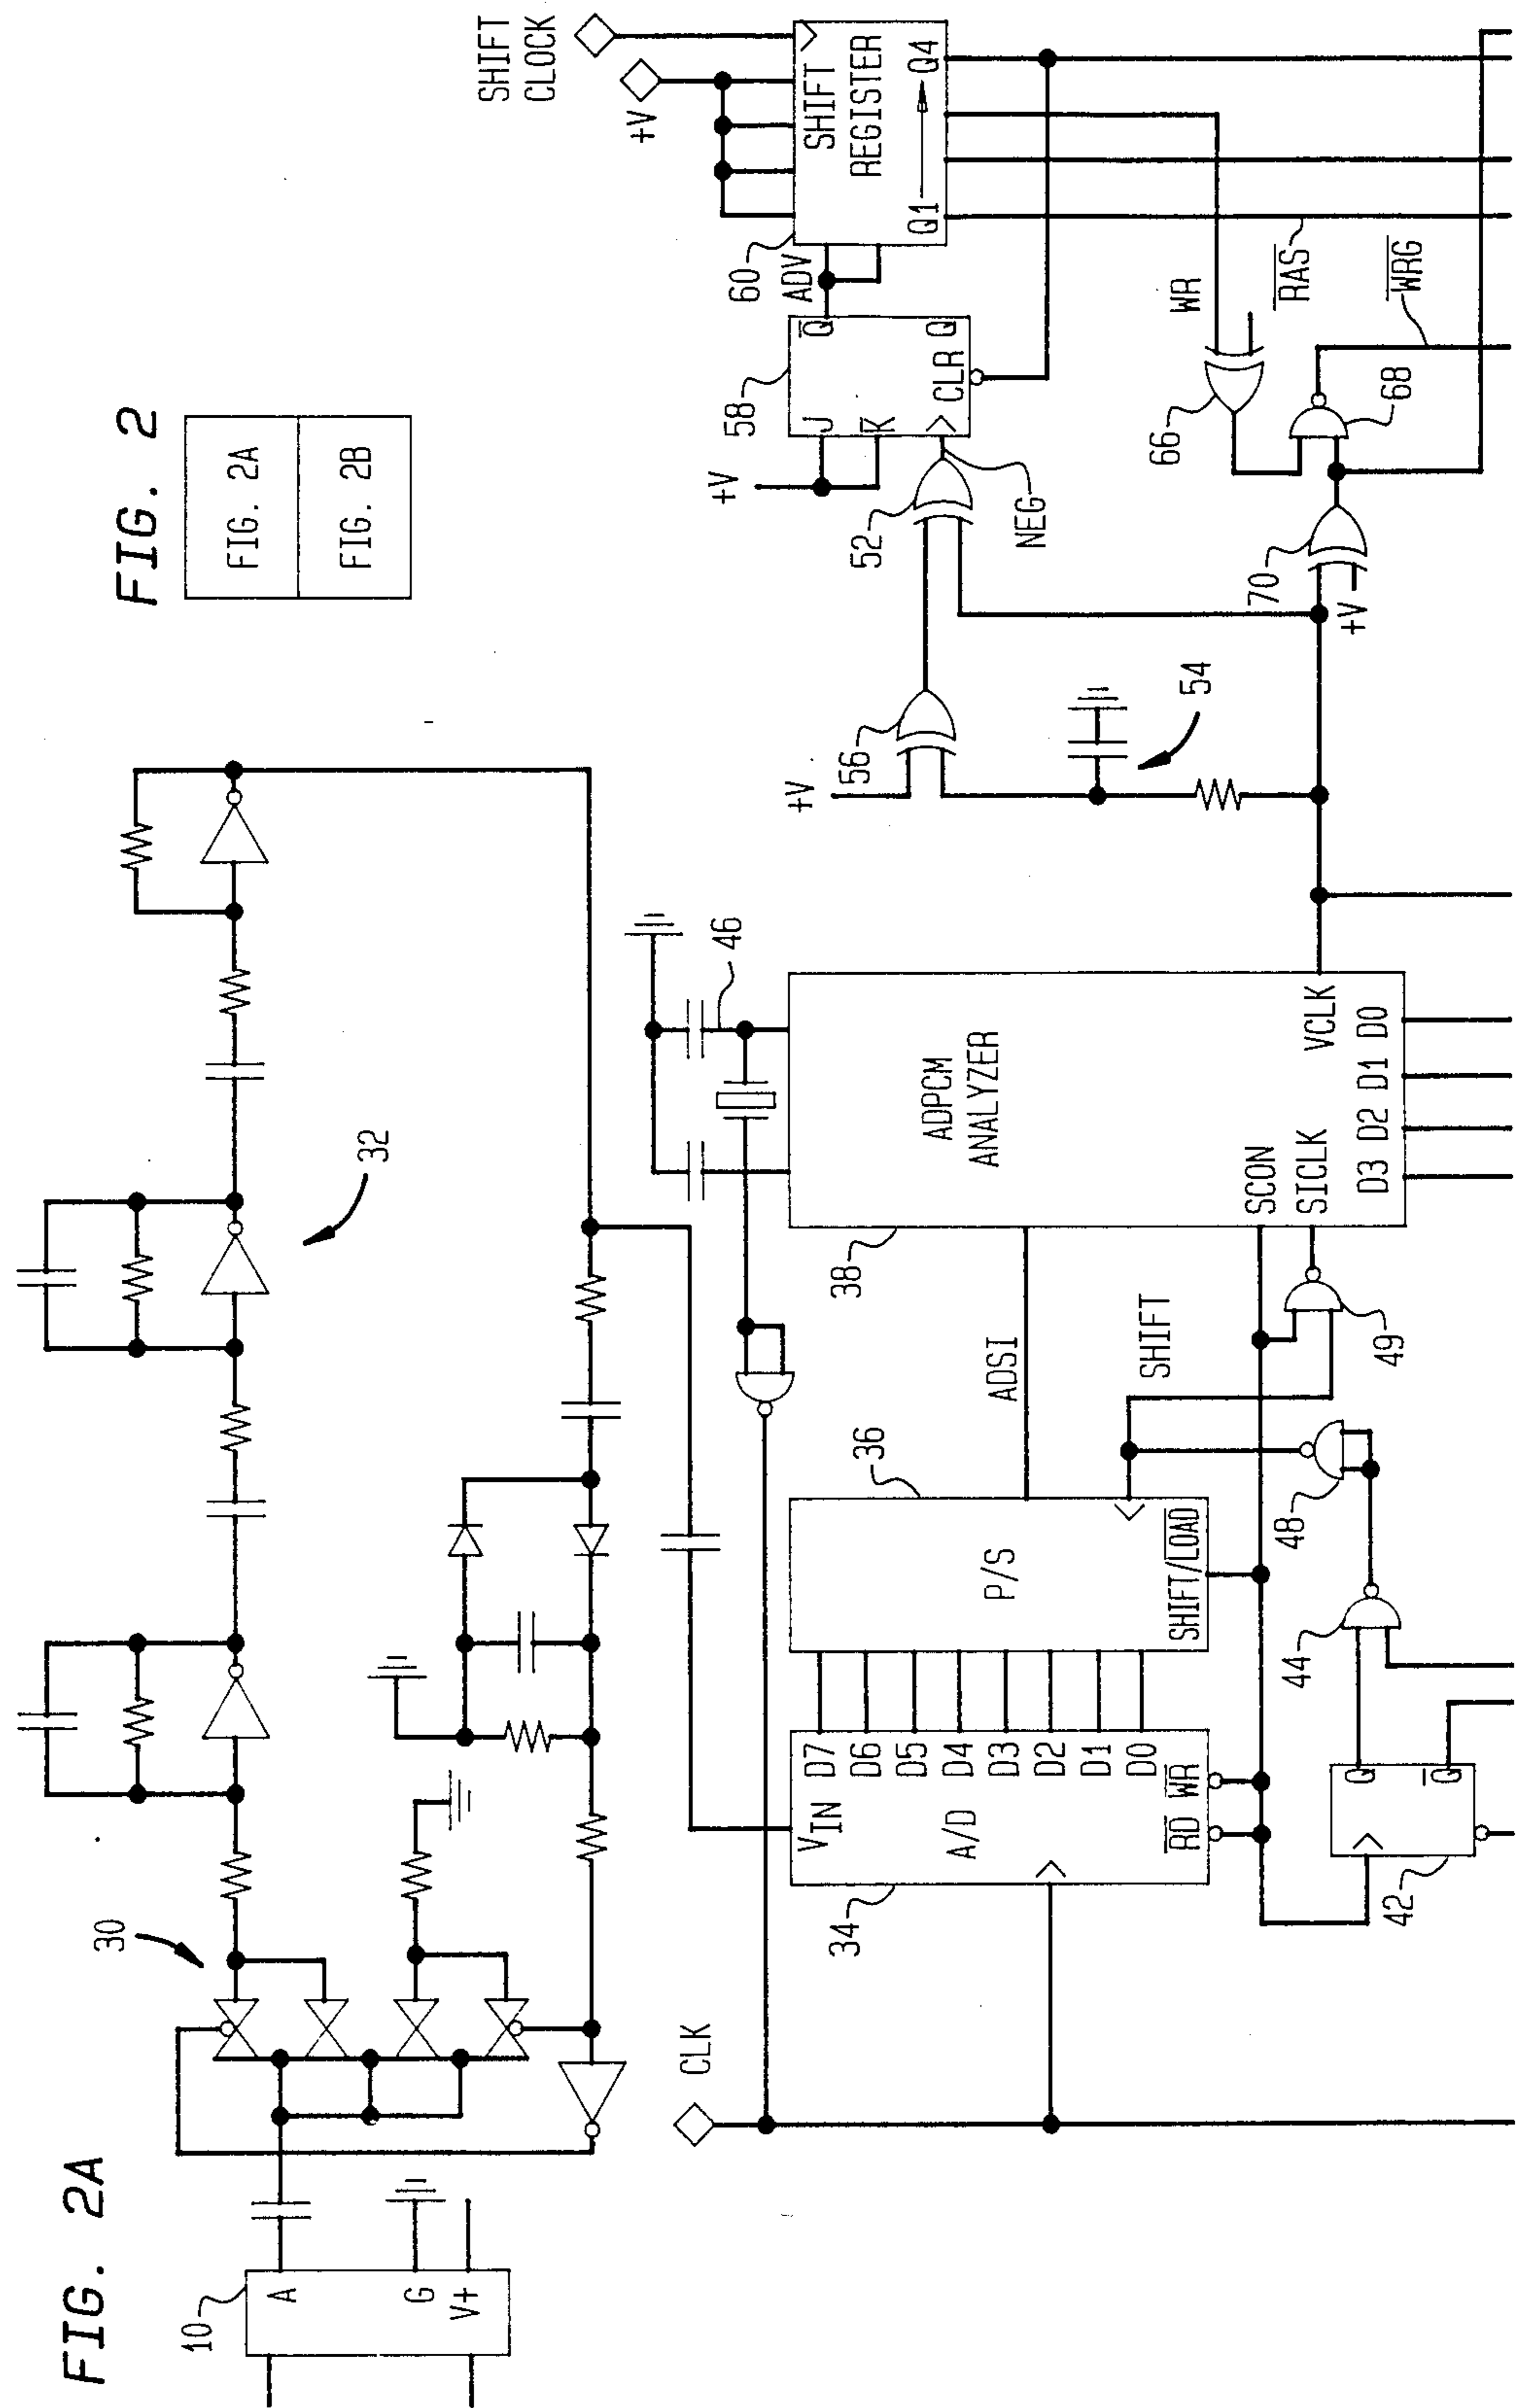 FIG. 2A
FIG. 2
FIG. 2A
FIG. 2B
10
A
G
V+
30
32
CLK
34
VIN
A/D
D7
D6
D5
D4
D3
D2
D1
D0
RD
WR
36
P/S
SHIFT/LOAD
ADSI
SHIFT
38
ADPCM
ANALYZER
46
SCON
SICLK
VCLK
D3
D2
D1
D0
42
Q
Q
44
48
49
+V
56
54
52
NEG
+V
58
J
K
Q
CLR
Q
ADV
60
SHIFT
REGISTER
Q1
Q4
+V
SHIFT
CLOCK
70
+V
66
68
WR
RAS
WRG